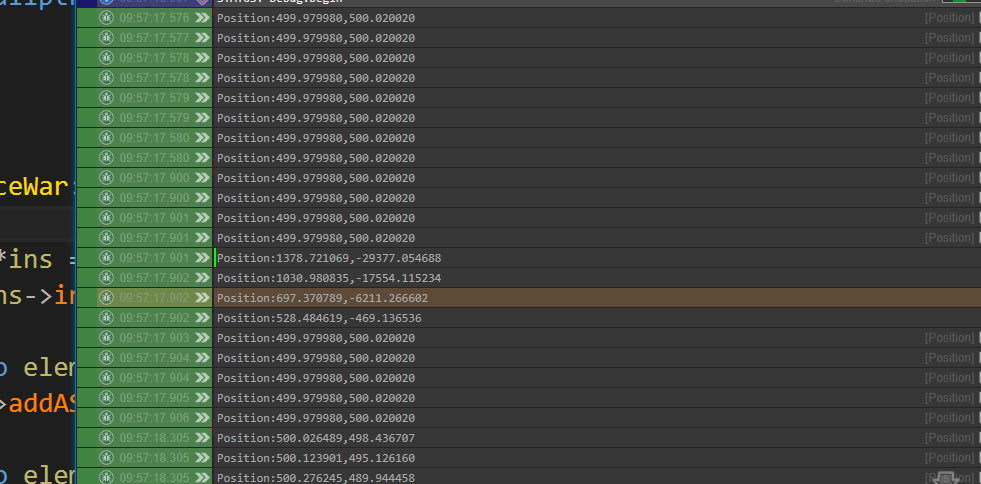 09:57:17.576 Position:499.979980,500.020020 [Position]
09:57:17.577 Position:499.979980,500.020020 [Position]
09:57:17.578 Position:499.979980,500.020020 [Position]
09:57:17.578 Position:499.979980,500.020020 [Position]
09:57:17.579 Position:499.979980,500.020020 [Position]
09:57:17.579 Position:499.979980,500.020020 [Position]
09:57:17.580 Position:499.979980,500.020020 [Position]
09:57:17.580 Position:499.979980,500.020020 [Position]
09:57:17.900 Position:499.979980,500.020020 [Position]
ceWar 09:57:17.900 Position:499.979980,500.020020 [Position]
09:57:17.901 Position:499.979980,500.020020 [Position]
09:57:17.901 Position:499.979980,500.020020 [Position]
*ins = 09:57:17.901 Position:1378.721069,-29377.054688
09:57:17.902 Position:1030.980835,-17554.115234
ns->in 09:57:17.902 Position:697.370789,-6211.266602
09:57:17.902 Position:528.484619,-469.136536
09:57:17.903 Position:499.979980,500.020020 [Position]
09:57:17.904 Position:499.979980,500.020020 [Position]
09:57:17.904 Position:499.979980,500.020020 [Position]
>addAS 09:57:17.905 Position:499.979980,500.020020 [Position]
09:57:17.906 Position:499.979980,500.020020 [Position]
09:57:18.305 Position:500.026489,498.436707 [Position]
09:57:18.305 Position:500.123901,495.126160 [Position]
09:57:18.305 Position:500.276245,489.944458